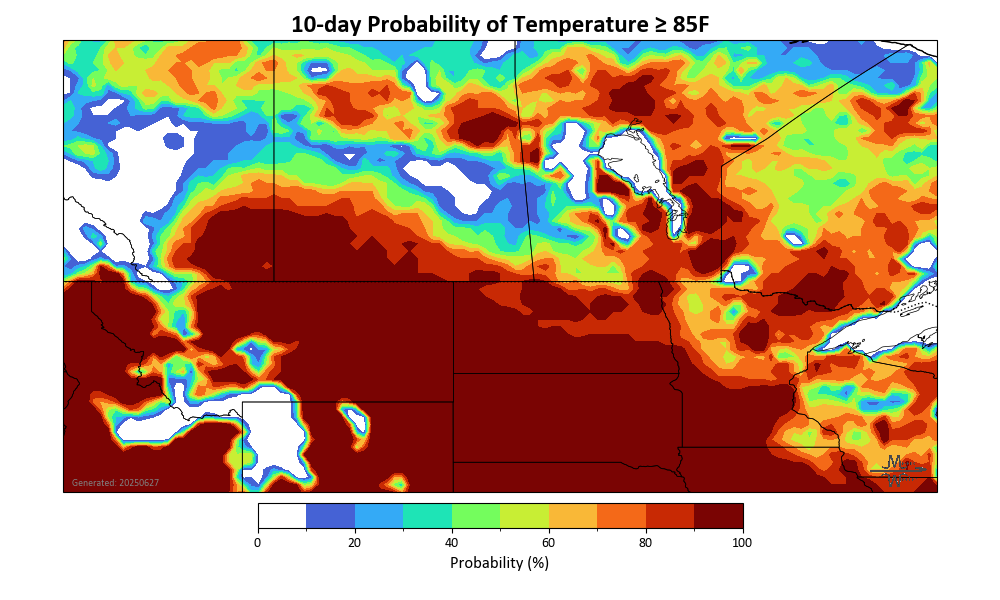 10-day Probability of Temperature ≥ 85F
Generated: 20250627
0 20 40 60 80 100
Probability (%)